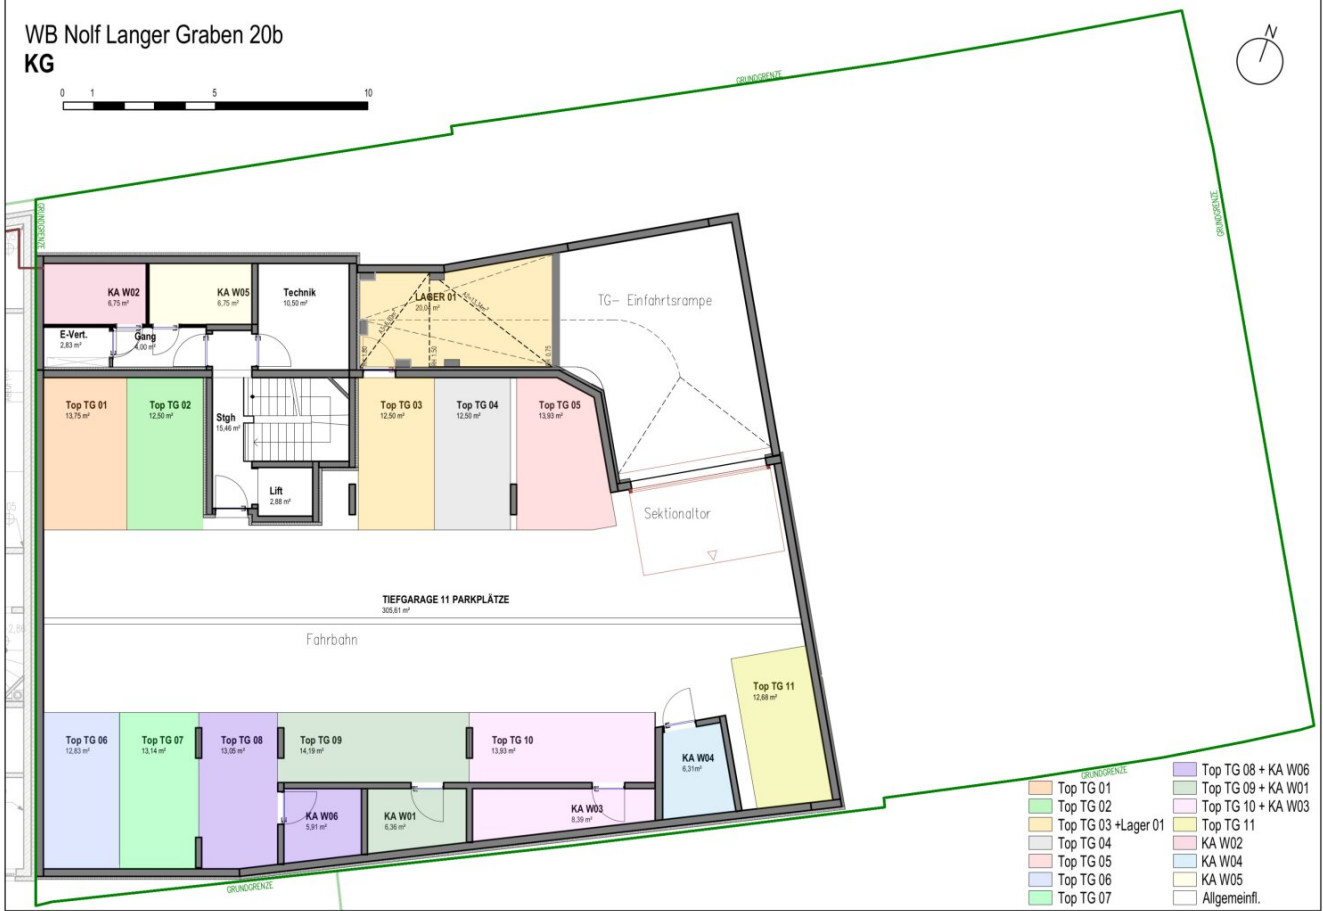 WB Nolf Langer Graben 20b
KG
0 1 5 10
N
GRUNDGRENZE
GRUNDGRENZE
GRUNDGRENZE
KA W02
6,75 m²
KA W05
6,75 m²
Technik
10,50 m²
LAGER 01
TG- Einfahrtsrampe
E-Vert.
2,83 m²
Gang
4,00 m²
Top TG 01
13,75 m²
Top TG 02
12,50 m²
Stgh
15,46 m²
Top TG 03
12,50 m²
Top TG 04
12,50 m²
Top TG 05
13,93 m²
Lift
2,88 m²
Sektionaltor
TIEFGARAGE 11 PARKPLÄTZE
305,61 m²
Fahrbahn
Top TG 11
12,68 m²
Top TG 06
12,83 m²
Top TG 07
13,14 m²
Top TG 08
13,05 m²
Top TG 09
14,19 m²
Top TG 10
13,93 m²
KA W04
6,31m²
KA W06
5,91 m²
KA W01
6,36 m²
KA W03
8,39 m²
GRUNDGRENZE
GRUNDGRENZE
Top TG 01
Top TG 02
Top TG 03 +Lager 01
Top TG 04
Top TG 05
Top TG 06
Top TG 07
Top TG 08 + KA W06
Top TG 09 + KA W01
Top TG 10 + KA W03
Top TG 11
KA W02
KA W04
KA W05
Allgemeinfl.